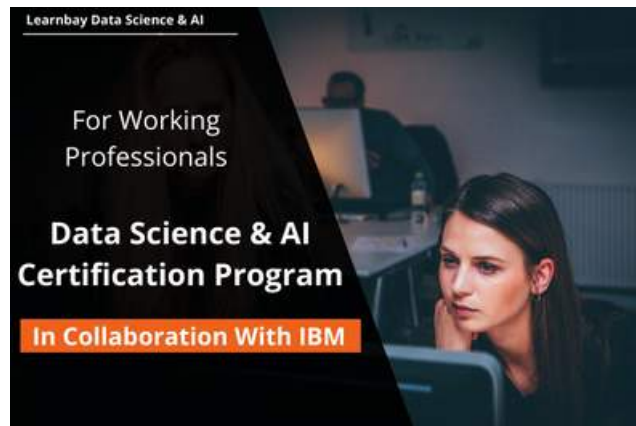 Learnbay Data Science & AI
For Working
Professionals
Data Science & AI
Certification Program
In Collaboration With IBM